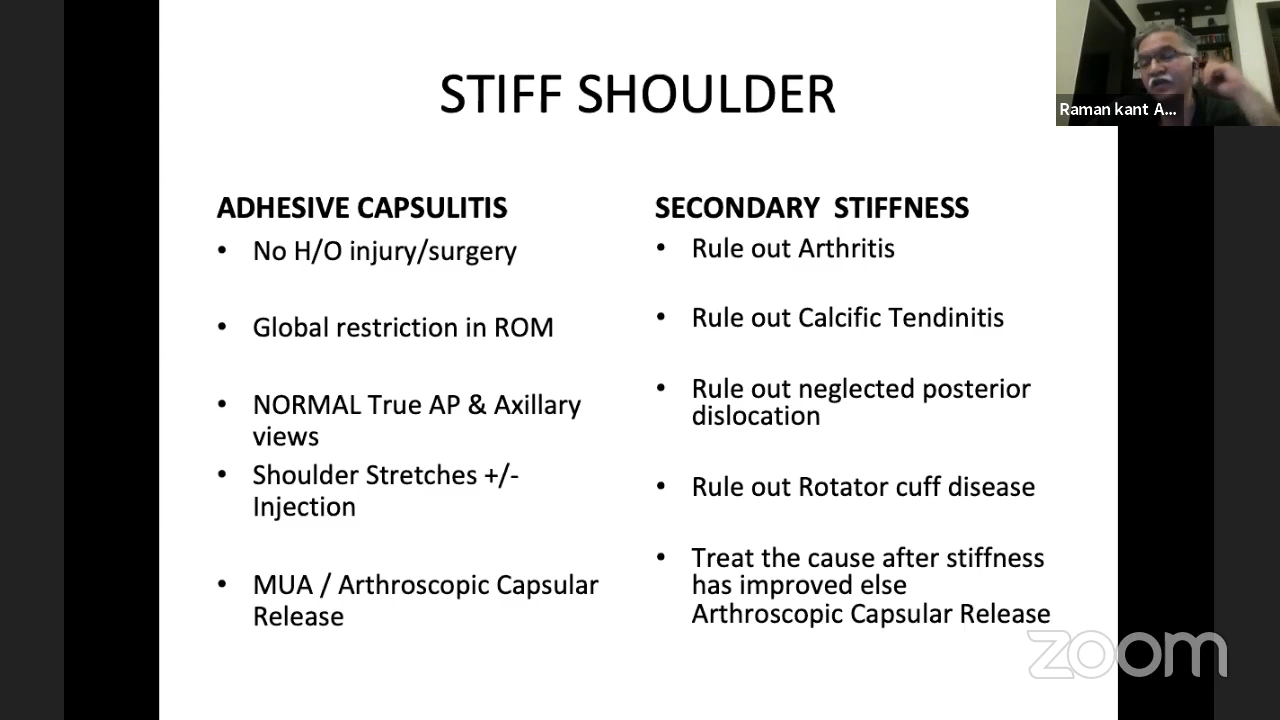 STIFF SHOULDER
Raman kant A...
ADHESIVE CAPSULITIS
• No H/O injury/surgery
• Global restriction in ROM
• NORMAL True AP & Axillary
views
• Shoulder Stretches +/-
Injection
• MUA / Arthroscopic Capsular
Release
SECONDARY STIFFNESS
• Rule out Arthritis
• Rule out Calcific Tendinitis
• Rule out neglected posterior
dislocation
• Rule out Rotator cuff disease
• Treat the cause after stiffness
has improved else
Arthroscopic Capsular Release
zoom